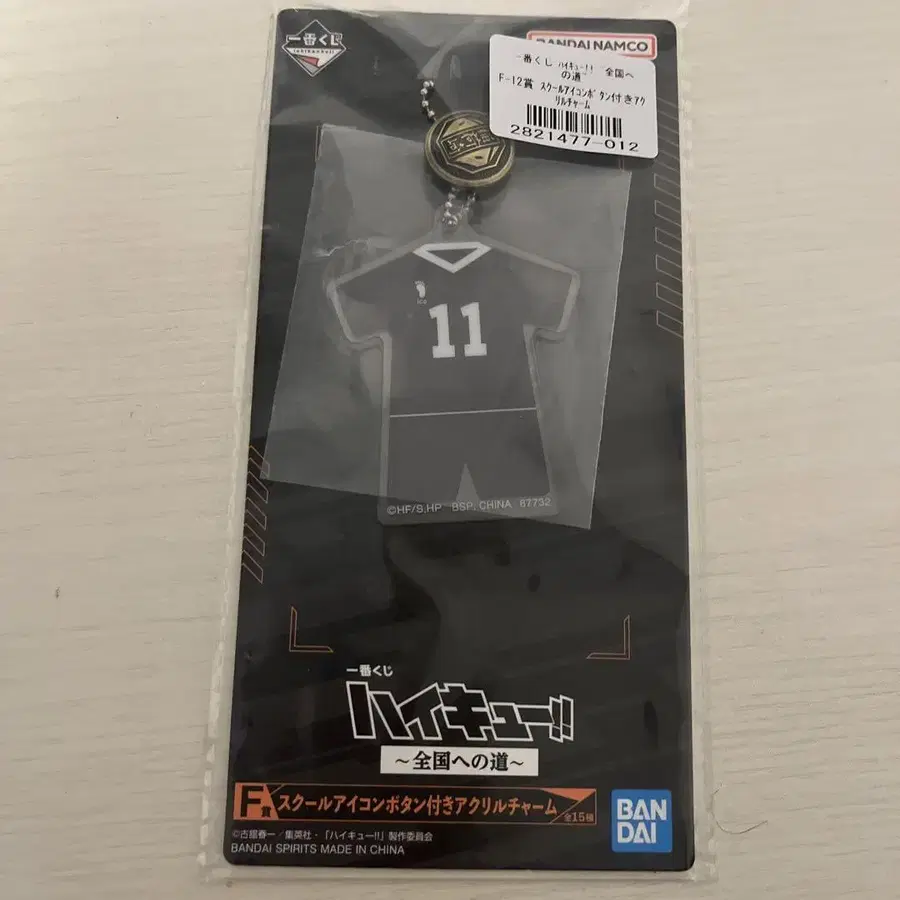 一番くじ
ichibankuji
BANDAI NAMCO
一番くじ ハイキュー!! 全国へ
の道
F-12賞 スクールアイコンボタン付きアク
リルチャーム
2821477-012
11
©HF/S.HP BSP. CHINA 87732
一番くじ
ハイキュー!!
～全国への道～
F賞 スクールアイコンボタン付きアクリルチャーム 全15種
©古舘春一／集英社・「ハイキュー!!」製作委員会
BANDAI SPIRITS MADE IN CHINA
BAN
DAI